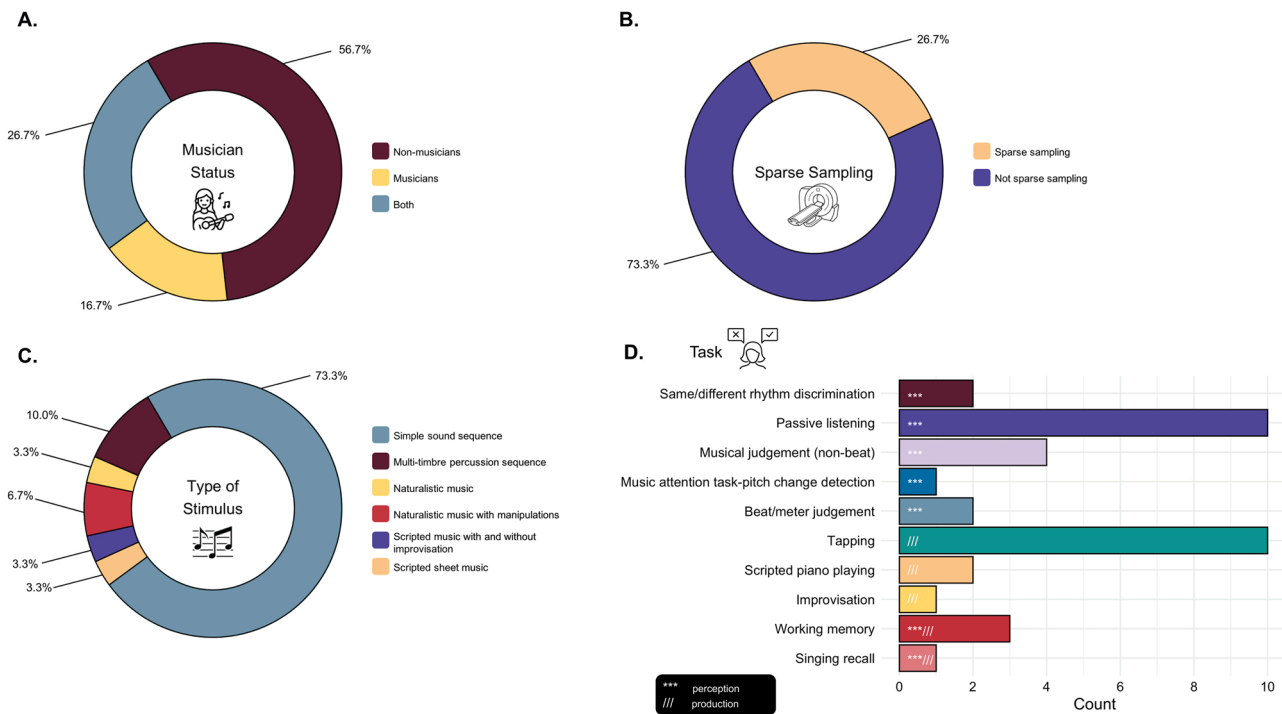 A.
56.7%
26.7%
16.7%
Musician
Status
Non-musicians
Musicians
Both
B.
26.7%
73.3%
Sparse Sampling
Sparse sampling
Not sparse sampling
C.
73.3%
10.0%
3.3%
6.7%
3.3%
3.3%
Type of
Stimulus
Simple sound sequence
Multi-timbre percussion sequence
Naturalistic music
Naturalistic music with manipulations
Scripted music with and without
improvisation
Scripted sheet music
D.
Task
Same/different rhythm discrimination
***
Passive listening
***
Musical judgement (non-beat)
***
Music attention task-pitch change detection
***
Beat/meter judgement
***
Tapping
///
Scripted piano playing
///
Improvisation
///
Working memory
***///
Singing recall
***///
0 2 4 6 8 10
Count
*** perception
/// production